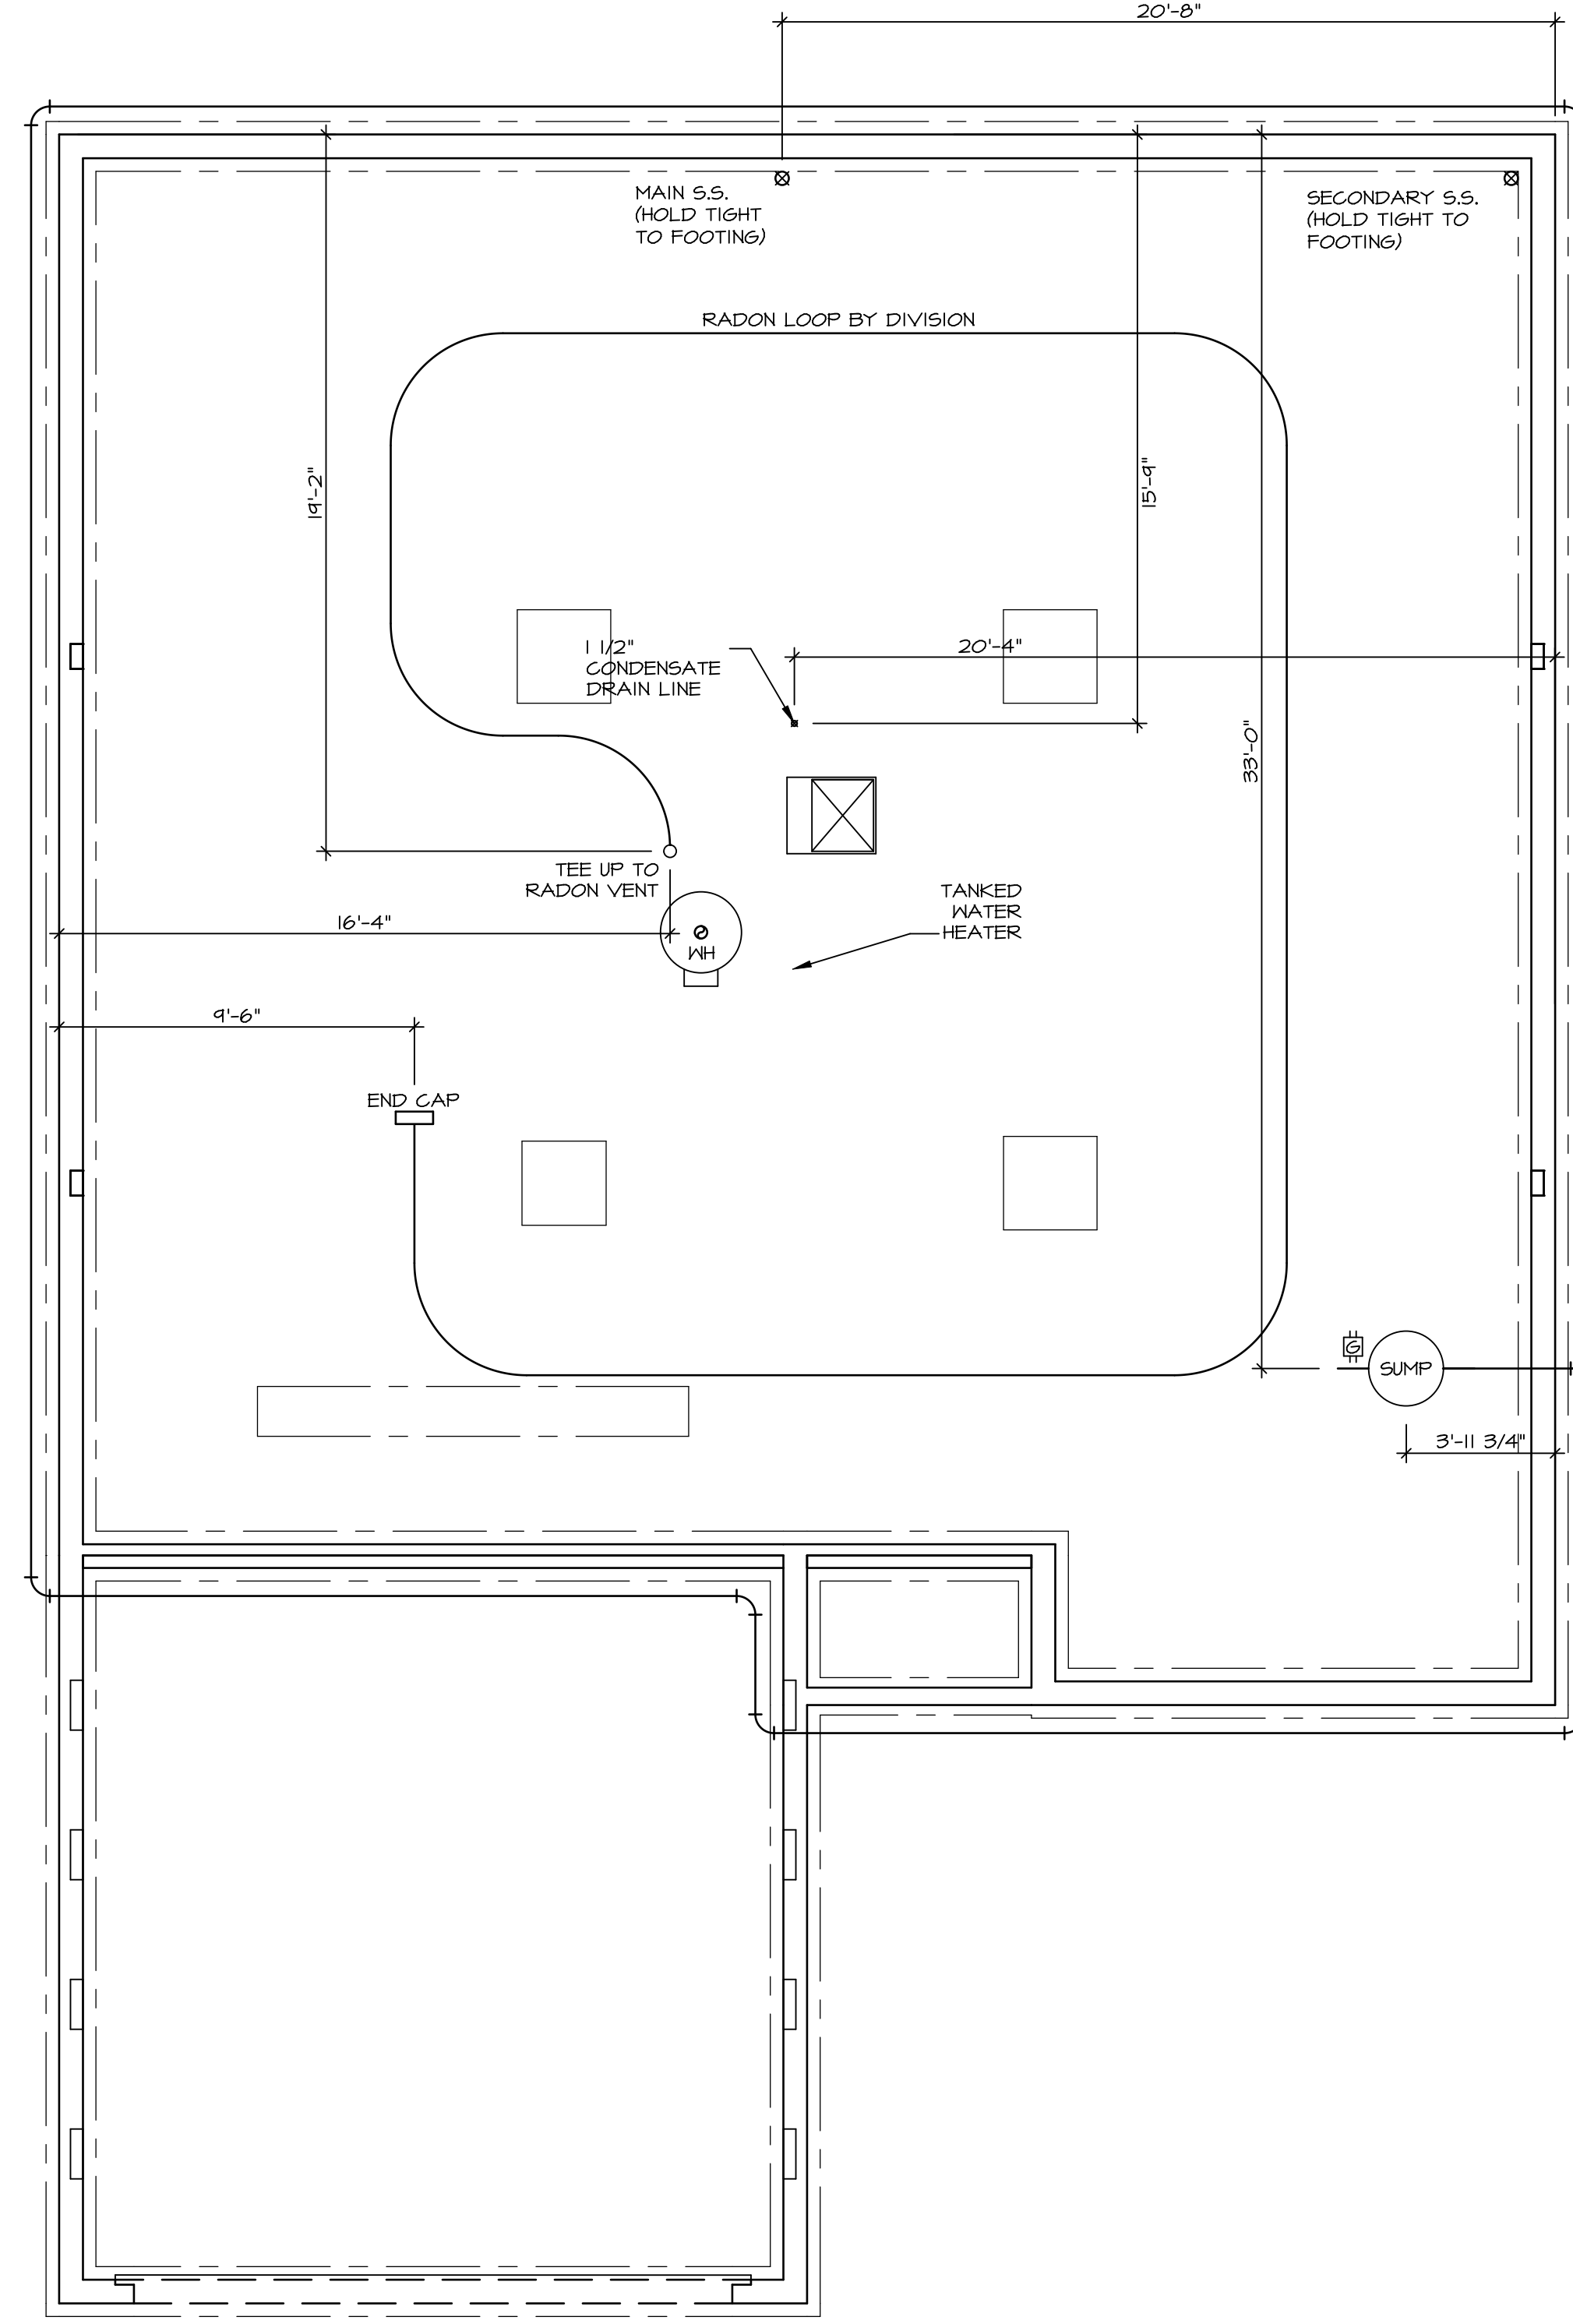 20'-8"
MAIN S.S.
(HOLD TIGHT
TO FOOTING)
SECONDARY S.S.
(HOLD TIGHT TO
FOOTING)
RADON LOOP BY DIVISION
19'-2"
15'-9"
1 1/2"
CONDENSATE
DRAIN LINE
20'-4"
33'-0"
TEE UP TO
RADON VENT
TANKED
WATER
HEATER
16'-4"
WH
9'-6"
END CAP
G
SUMP
3'-11 3/4"